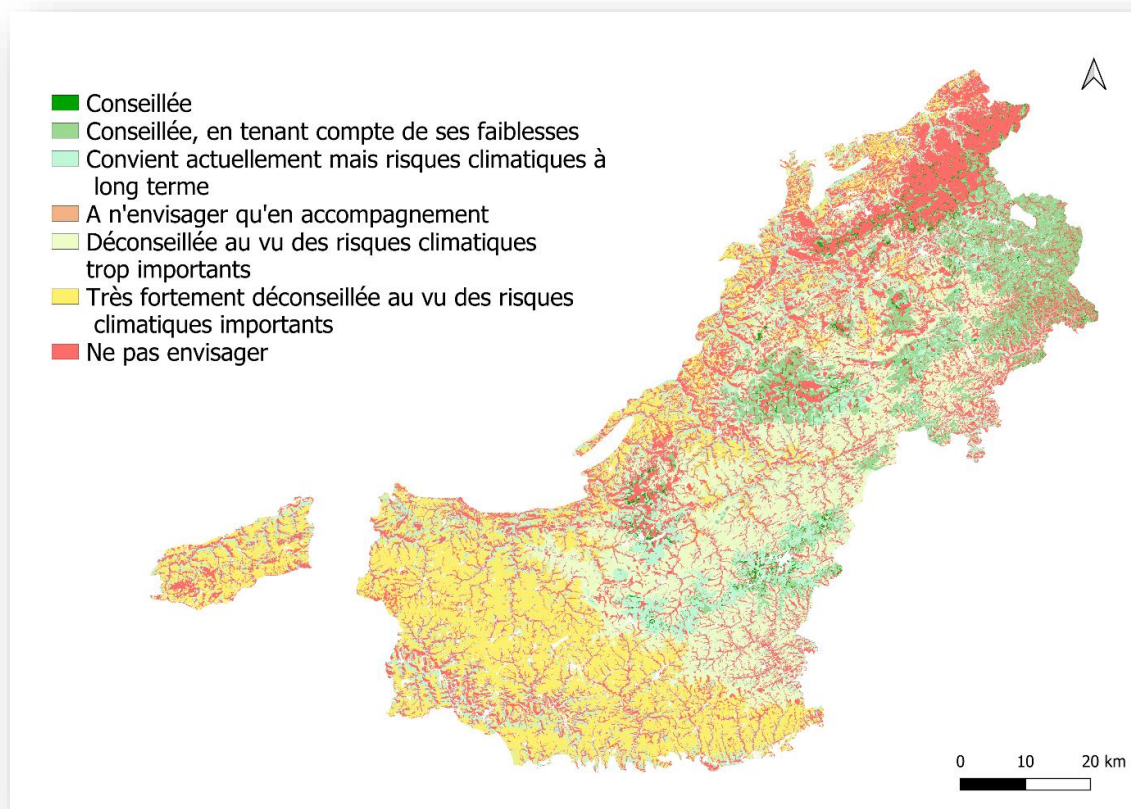 Conseillée
Conseillée, en tenant compte de ses faiblesses
Convient actuellement mais risques climatiques à
long terme
A n'envisager qu'en accompagnement
Déconseillée au vu des risques climatiques
trop importants
Très fortement déconseillée au vu des risques
climatiques importants
Ne pas envisager
0 10 20 km